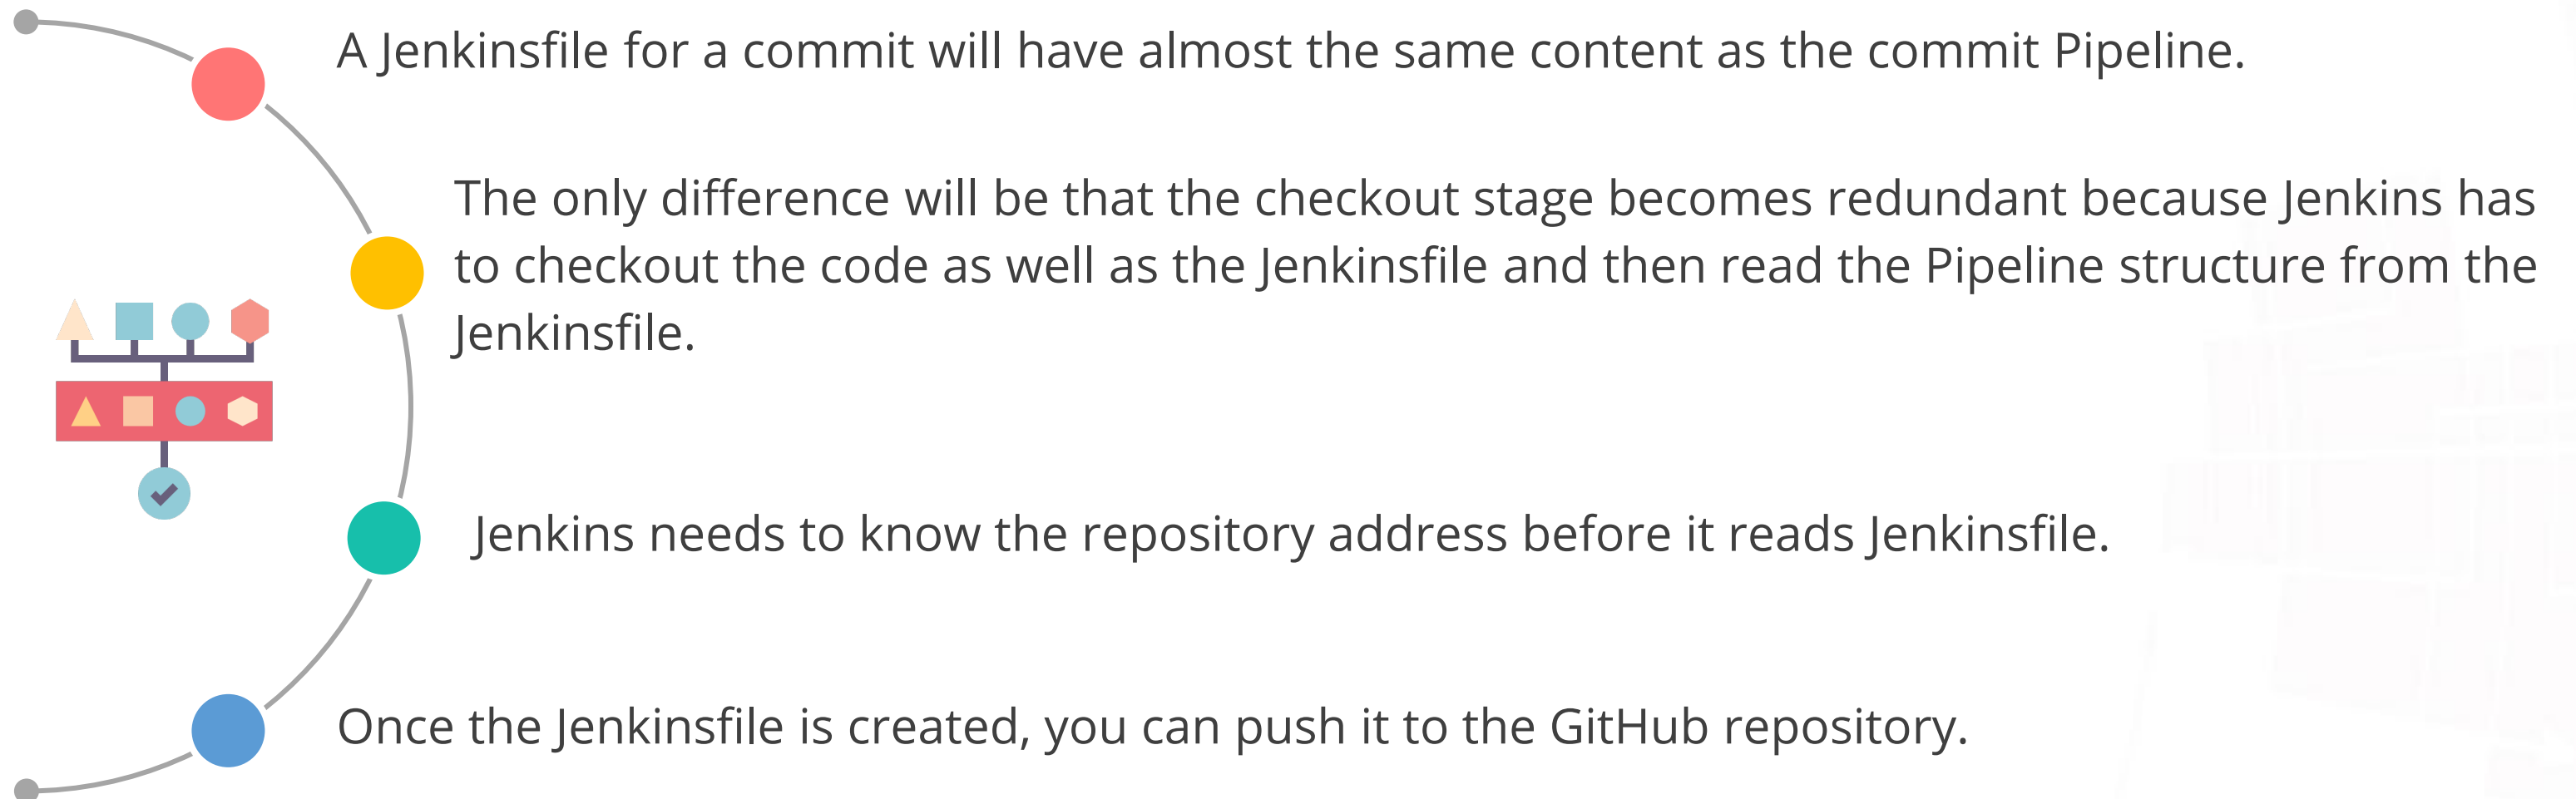 A Jenkinsfile for a commit will have almost the same content as the commit Pipeline.
The only difference will be that the checkout stage becomes redundant because Jenkins has
to checkout the code as well as the Jenkinsfile and then read the Pipeline structure from the
Jenkinsfile.
Jenkins needs to know the repository address before it reads Jenkinsfile.
Once the Jenkinsfile is created, you can push it to the GitHub repository.